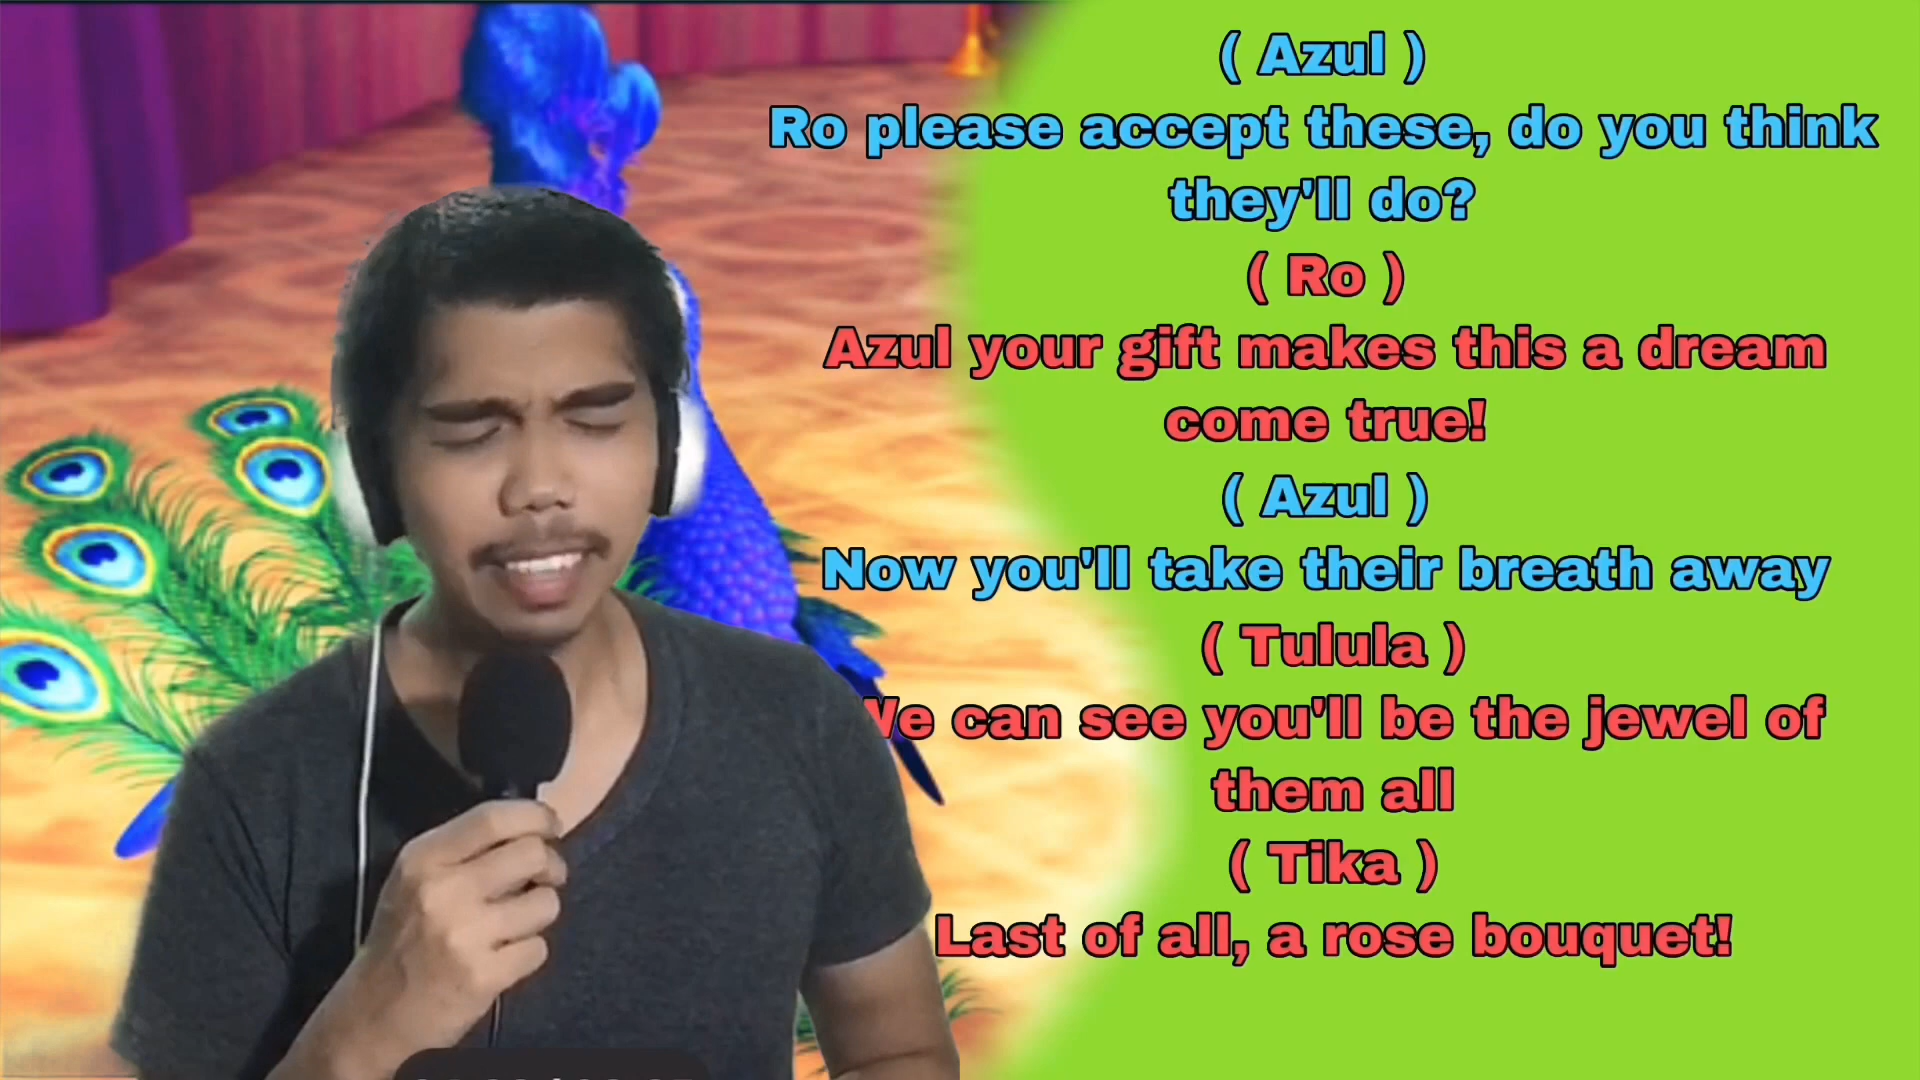 ( Azul )
Ro please accept these, do you think
they'll do?
( Ro )
Azul your gift makes this a dream
come true!
( Azul )
Now you'll take their breath away
( Tulula )
We can see you'll be the jewel of
them all
( Tika )
Last of all, a rose bouquet!